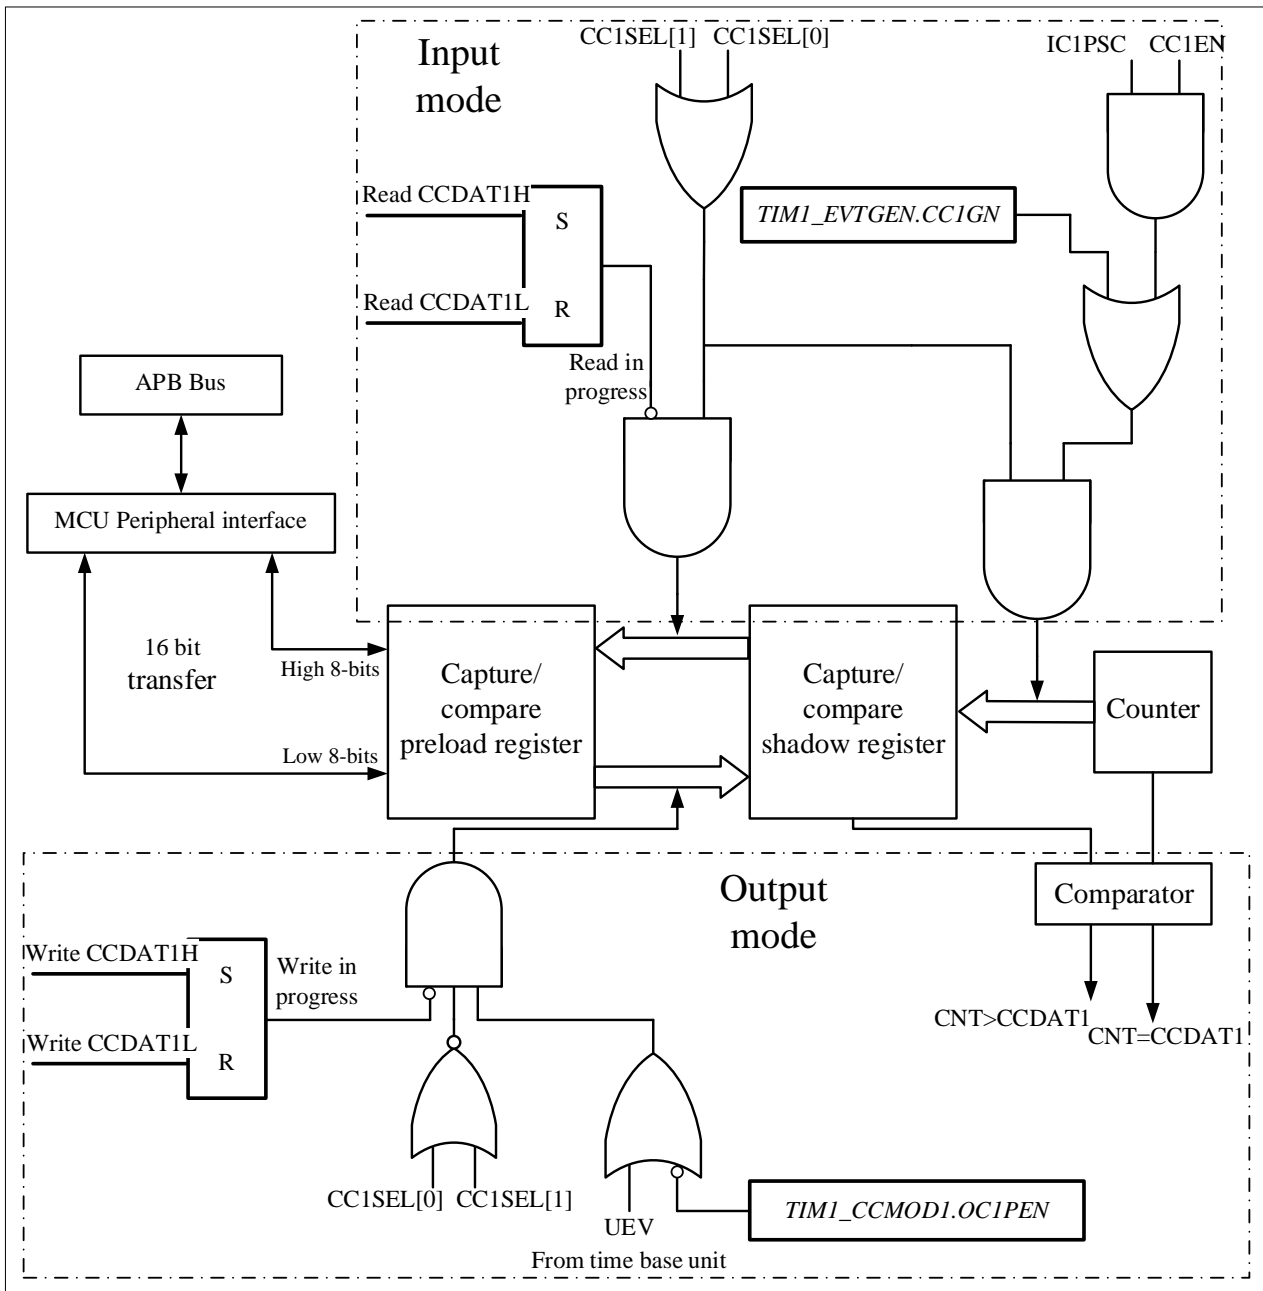 Input
mode
CC1SEL[1] CC1SEL[0]
IC1PSC CC1EN
Read CCDAT1H
S
TIM1_EVTGEN.CC1GN
Read CCDAT1L
R
Read in
progress
APB Bus
MCU Peripheral interface
16 bit
transfer
High 8-bits
Low 8-bits
Capture/
compare
preload register
Capture/
compare
shadow register
Counter
Output
mode
Comparator
Write CCDAT1H
S
Write in
progress
Write CCDAT1L
R
CNT>CCDAT1
CNT=CCDAT1
CC1SEL[0] CC1SEL[1]
UEV
TIM1_CCMOD1.OC1PEN
From time base unit